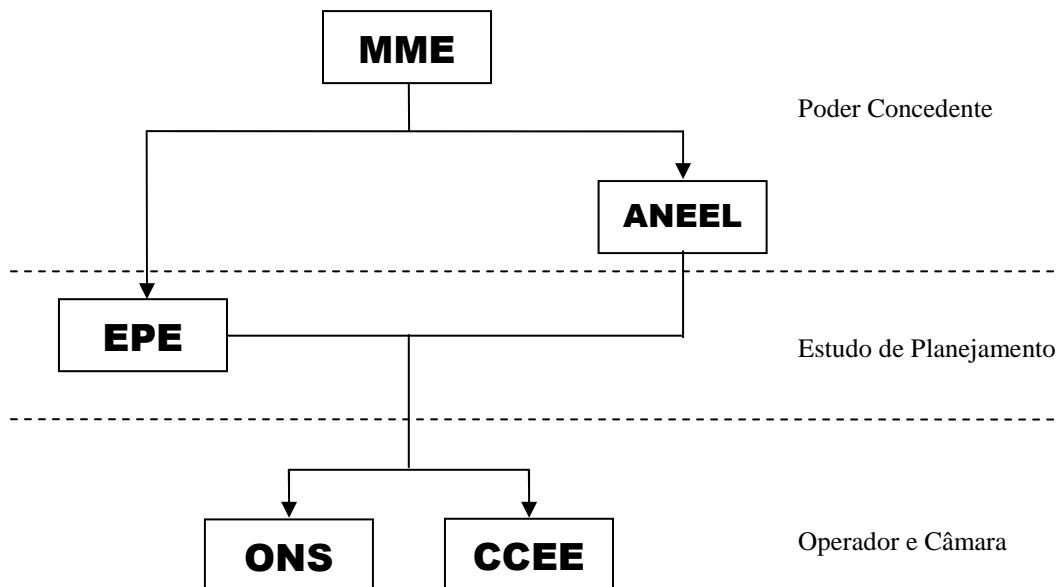 MME
Poder Concedente
ANEEL
EPE
Estudo de Planejamento
ONS
CCEE
Operador e Câmara